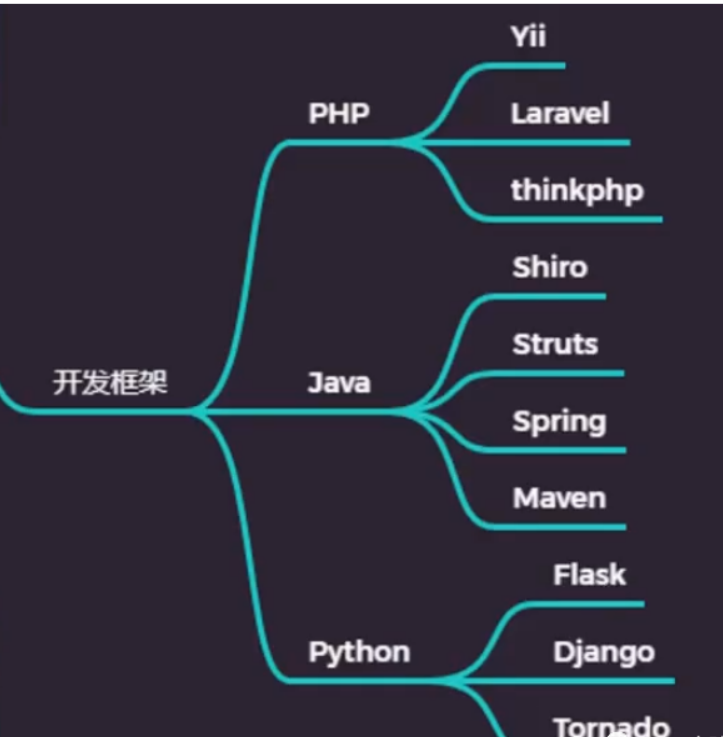 Yii
PHP
Laravel
thinkphp
Shiro
Struts
开发框架
Java
Spring
Maven
Flask
Python
Django
Tornado